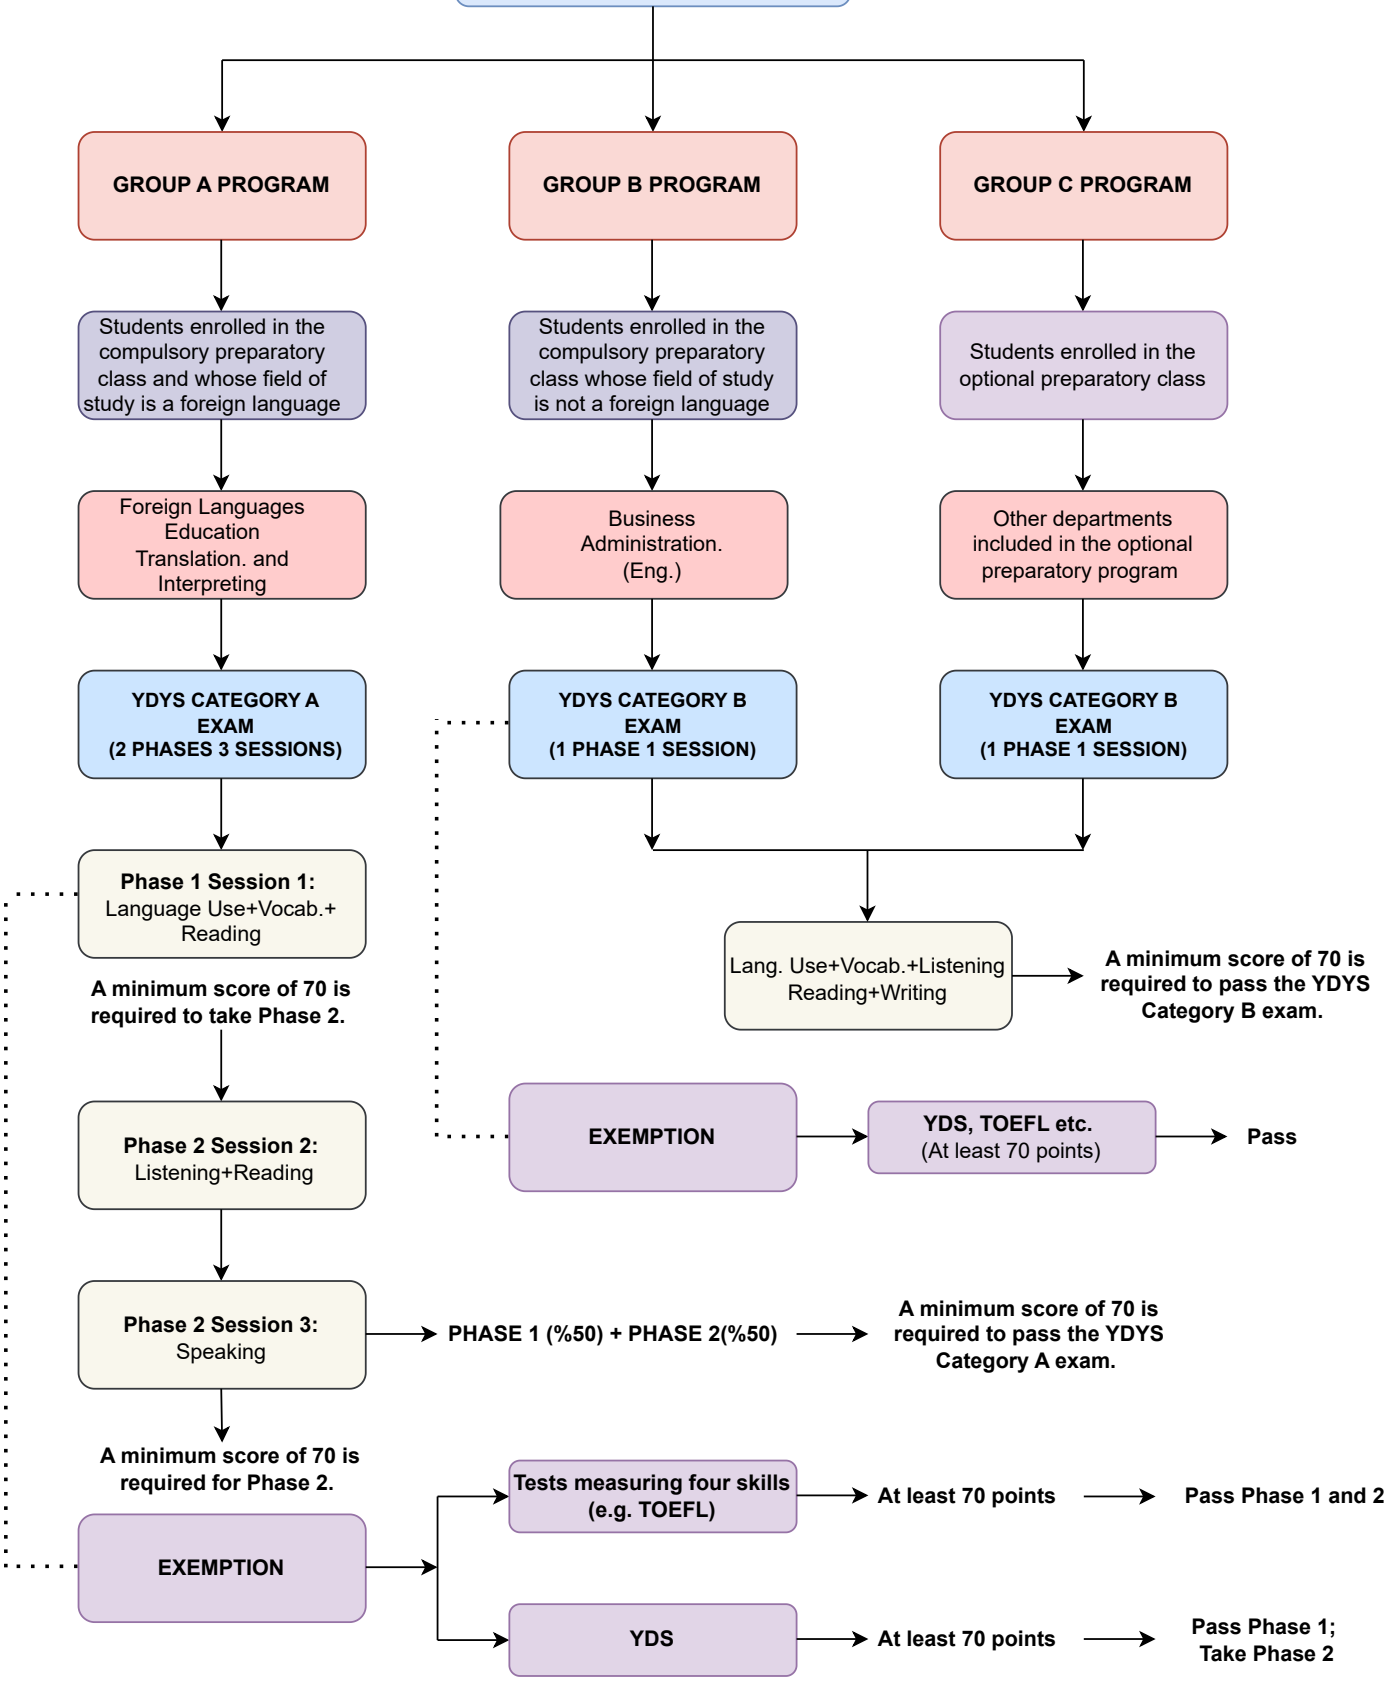 GROUP A PROGRAM
GROUP B PROGRAM
GROUP C PROGRAM
Students enrolled in the
compulsory preparatory
class and whose field of
study is a foreign language
Students enrolled in the
compulsory preparatory
class whose field of study
is not a foreign language
Students enrolled in the
optional preparatory class
Foreign Languages
Education
Translation. and
Interpreting
Business
Administration.
(Eng.)
Other departments
included in the optional
preparatory program
YDYS CATEGORY A
EXAM
(2 PHASES 3 SESSIONS)
YDYS CATEGORY B
EXAM
(1 PHASE 1 SESSION)
YDYS CATEGORY B
EXAM
(1 PHASE 1 SESSION)
Phase 1 Session 1:
Language Use+Vocab.+
Reading
A minimum score of 70 is
required to take Phase 2.
Lang. Use+Vocab.+Listening
Reading+Writing
A minimum score of 70 is
required to pass the YDYS
Category B exam.
Phase 2 Session 2:
Listening+Reading
EXEMPTION
YDS, TOEFL etc.
(At least 70 points)
Pass
Phase 2 Session 3:
Speaking
PHASE 1 (%50) + PHASE 2(%50)
A minimum score of 70 is
required to pass the YDYS
Category A exam.
A minimum score of 70 is
required for Phase 2.
EXEMPTION
Tests measuring four skills
(e.g. TOEFL)
At least 70 points
Pass Phase 1 and 2
YDS
At least 70 points
Pass Phase 1;
Take Phase 2